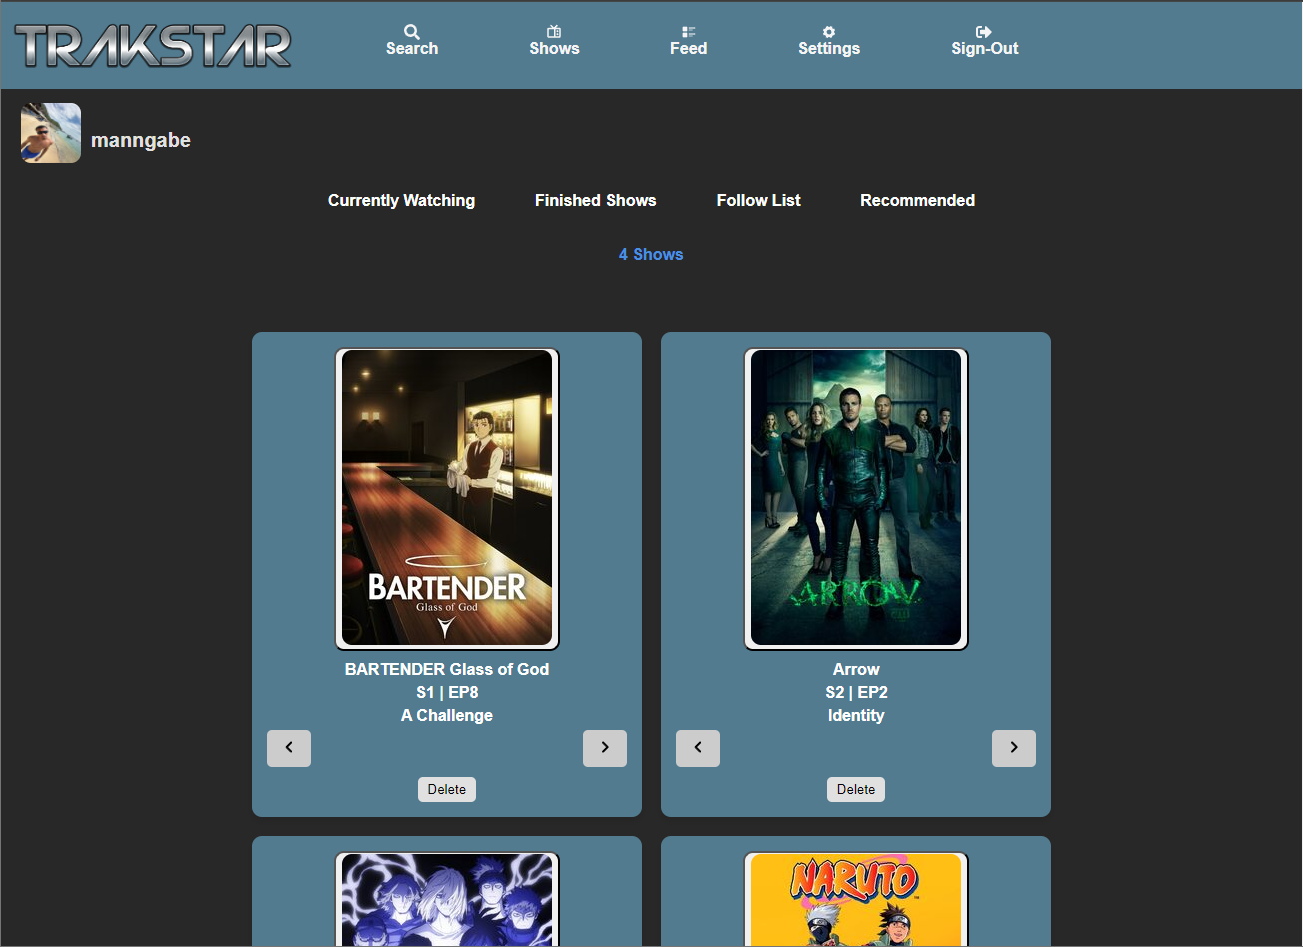 TRAKSTAR
Search
Shows
Feed
Settings
Sign-Out
manngabe
Currently Watching
Finished Shows
Follow List
Recommended
4 Shows
BARTENDER
Glass of God
BARTENDER Glass of God
S1 | EP8
A Challenge
Delete
ARROW
Arrow
S2 | EP2
Identity
Delete
NARUTO